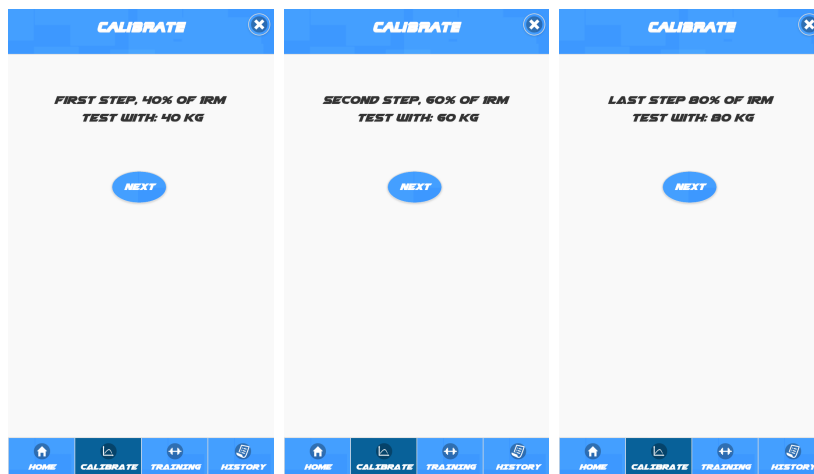 CALIBRATE
FIRST STEP, 40% OF 1RM
TEST WITH: 40 KG
NEXT
HOME CALIBRATE TRAINING HISTORY
CALIBRATE
SECOND STEP, 60% OF 1RM
TEST WITH: 60 KG
NEXT
HOME CALIBRATE TRAINING HISTORY
CALIBRATE
LAST STEP 80% OF 1RM
TEST WITH: 80 KG
NEXT
HOME CALIBRATE TRAINING HISTORY